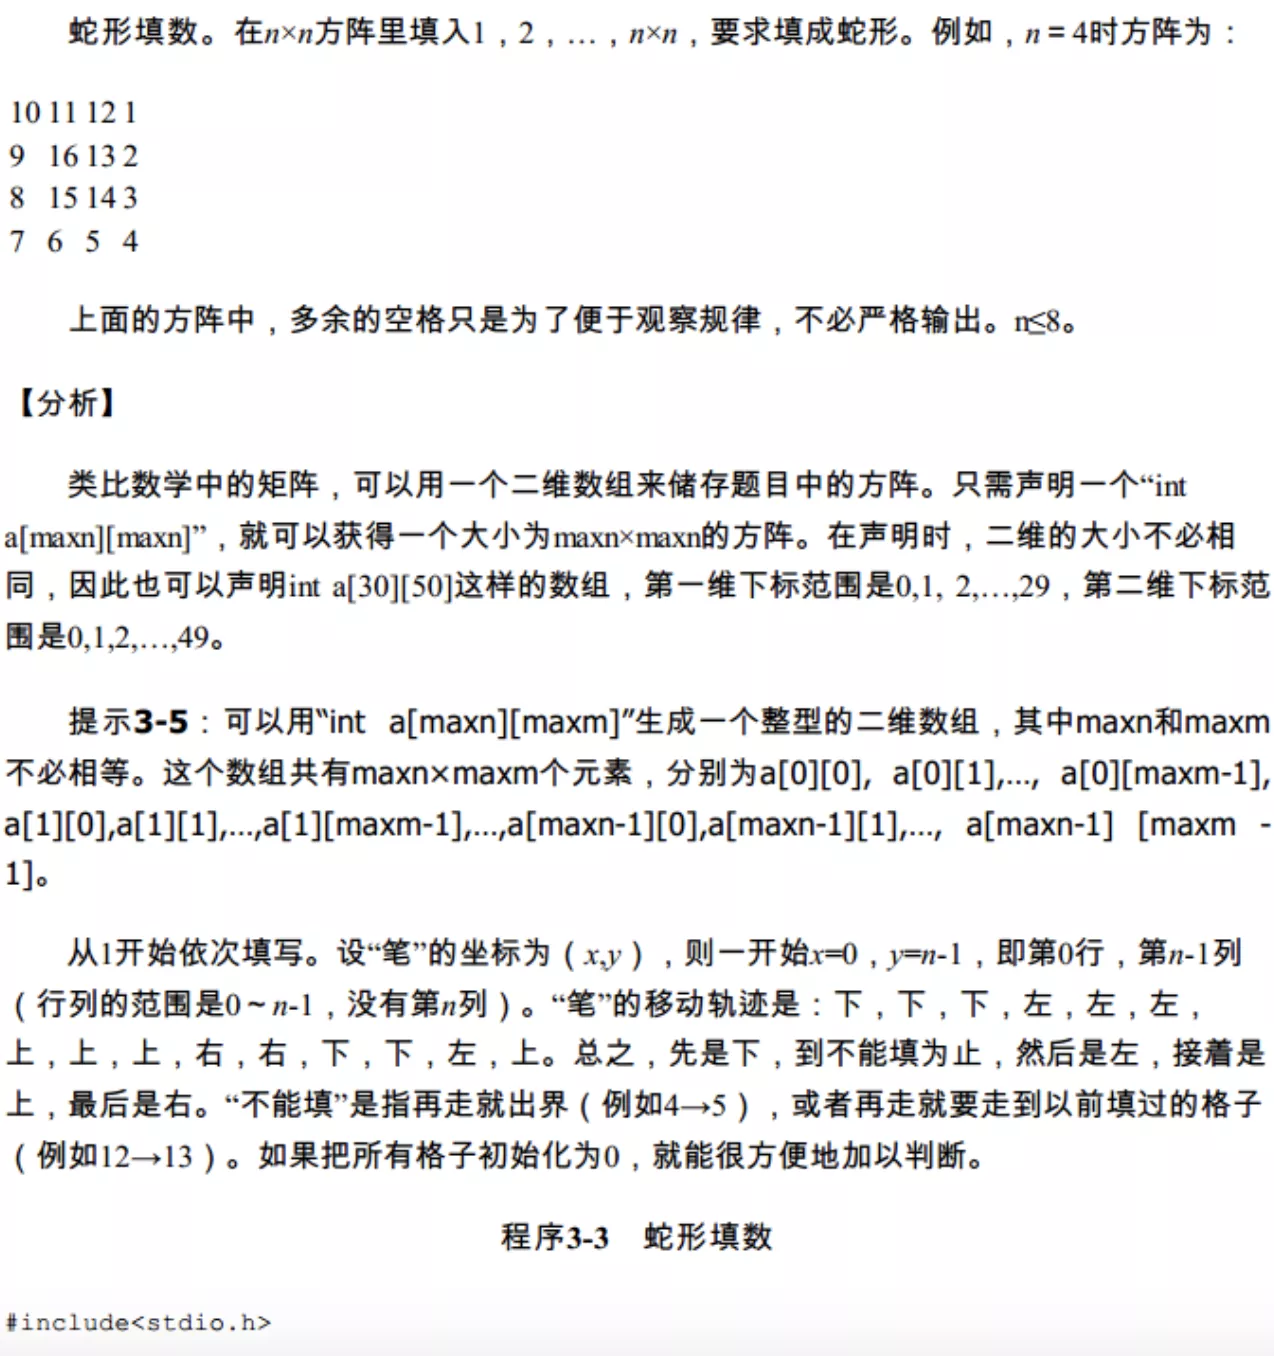 蛇形填数。在n×n方阵里填入1，2，…，n×n，要求填成蛇形。例如，n = 4时方阵为：
10 11 12 1
9 16 13 2
8 15 14 3
7 6 5 4
上面的方阵中，多余的空格只是为了便于观察规律，不必严格输出。n≤8。
【分析】
类比数学中的矩阵，可以用一个二维数组来储存题目中的方阵。只需声明一个“int
a[maxn][maxn]”，就可以获得一个大小为maxn×maxn的方阵。在声明时，二维的大小不必相
同，因此也可以声明int a[30][50]这样的数组，第一维下标范围是0,1, 2,…,29，第二维下标范
围是0,1,2,…,49。
提示3-5：可以用“int a[maxn][maxm]”生成一个整型的二维数组，其中maxn和maxm
不必相等。这个数组共有maxn×maxm个元素，分别为a[0][0], a[0][1],…, a[0][maxm-1],
a[1][0],a[1][1],…,a[1][maxm-1],…,a[maxn-1][0],a[maxn-1][1],…, a[maxn-1] [maxm -
1]。
从1开始依次填写。设“笔”的坐标为（x,y），则一开始x=0，y=n-1，即第0行，第n-1列
（行列的范围是0～n-1，没有第n列）。“笔”的移动轨迹是：下，下，下，左，左，左，
上，上，上，右，右，下，下，左，上。总之，先是下，到不能填为止，然后是左，接着是
上，最后是右。“不能填”是指再走就出界（例如4→5），或者再走就要走到以前填过的格子
（例如12→13）。如果把所有格子初始化为0，就能很方便地加以判断。
程序3-3 蛇形填数
#include<stdio.h>